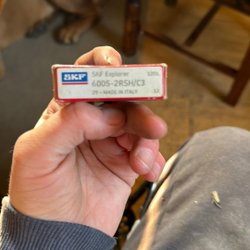 SKF
SKF Explorer
6005-2RSH/C3
MADE IN ITALY